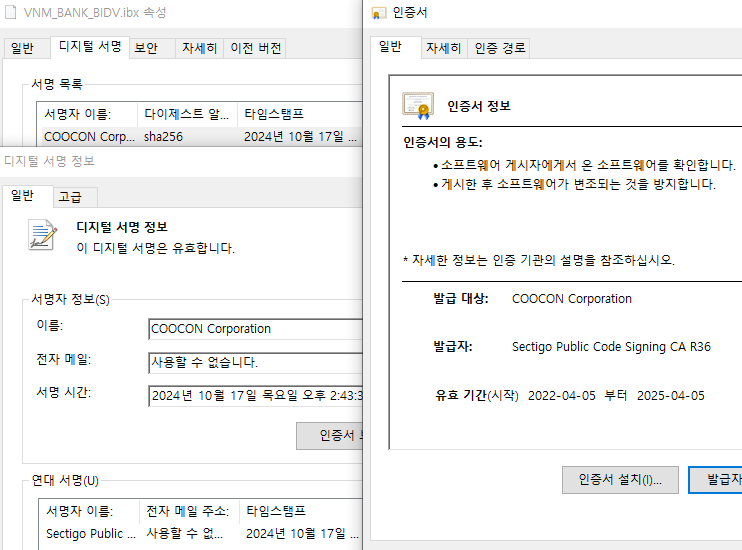 VNM_BANK_BIDV.ibx 속성
일반 디지털 서명 보안 자세히 이전 버전
서명 목록
서명자 이름: 다이제스트 알... 타임스탬프
COOCON Corp... sha256 2024년 10월 17일 ...
디지털 서명 정보
일반 고급
디지털 서명 정보
이 디지털 서명은 유효합니다.
서명자 정보(S)
이름: COOCON Corporation
전자 메일: 사용할 수 없습니다.
서명 시간: 2024년 10월 17일 목요일 오후 2:43:3
인증서 보
연대 서명(U)
서명자 이름: 전자 메일 주소: 타임스탬프
Sectigo Public ... 사용할 수 없... 2024년 10월 17일 ...
인증서
일반 자세히 인증 경로
인증서 정보
인증서의 용도:
• 소프트웨어 게시자에게서 온 소프트웨어를 확인합니다.
• 게시한 후 소프트웨어가 변조되는 것을 방지합니다.
* 자세한 정보는 인증 기관의 설명을 참조하십시오.
발급 대상: COOCON Corporation
발급자: Sectigo Public Code Signing CA R36
유효 기간(시작) 2022-04-05 부터 2025-04-05
인증서 설치(I)... 발급자